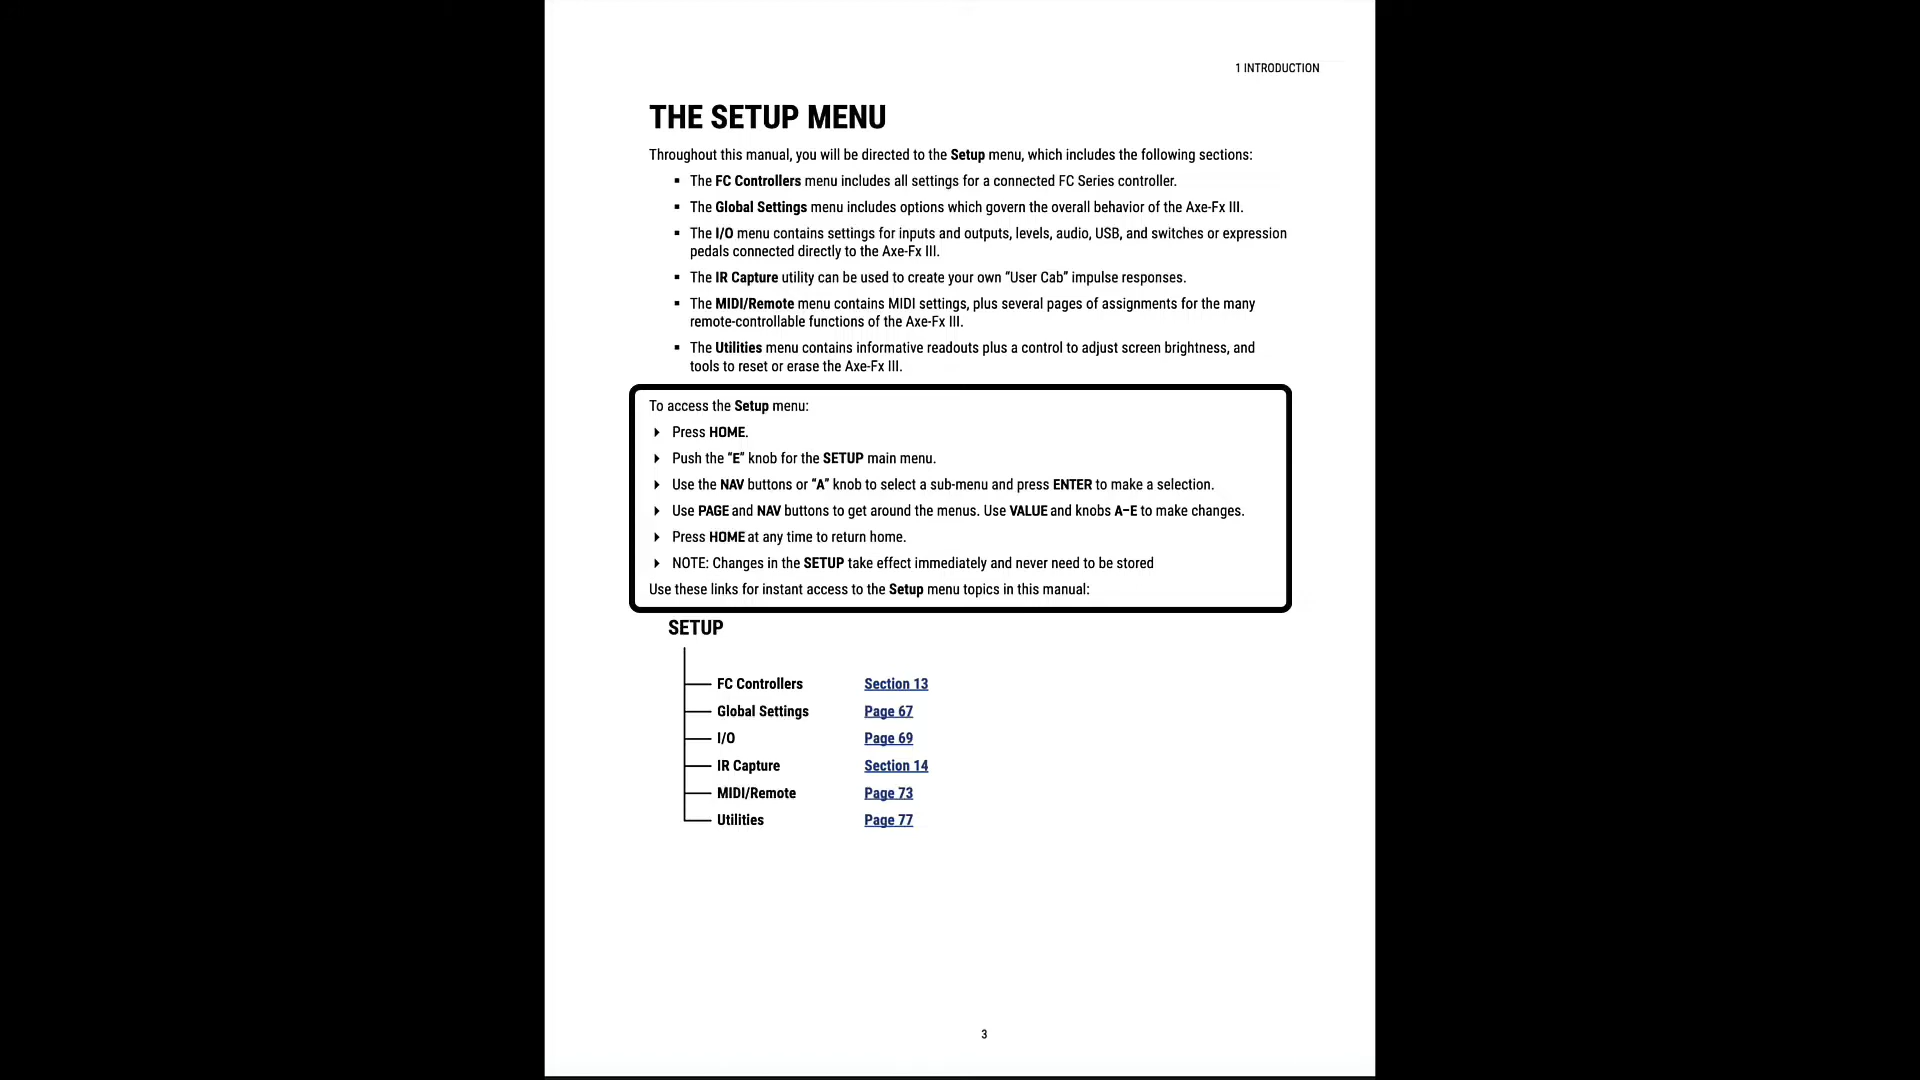 1 INTRODUCTION
THE SETUP MENU
Throughout this manual, you will be directed to the Setup menu, which includes the following sections:
▪ The FC Controllers menu includes all settings for a connected FC Series controller.
▪ The Global Settings menu includes options which govern the overall behavior of the Axe-Fx III.
▪ The I/O menu contains settings for inputs and outputs, levels, audio, USB, and switches or expression
pedals connected directly to the Axe-Fx III.
▪ The IR Capture utility can be used to create your own “User Cab” impulse responses.
▪ The MIDI/Remote menu contains MIDI settings, plus several pages of assignments for the many
remote-controllable functions of the Axe-Fx III.
▪ The Utilities menu contains informative readouts plus a control to adjust screen brightness, and
tools to reset or erase the Axe-Fx III.
To access the Setup menu:
Press HOME.
Push the “E” knob for the SETUP main menu.
Use the NAV buttons or “A” knob to select a sub-menu and press ENTER to make a selection.
Use PAGE and NAV buttons to get around the menus. Use VALUE and knobs A–E to make changes.
Press HOME at any time to return home.
NOTE: Changes in the SETUP take effect immediately and never need to be stored
Use these links for instant access to the Setup menu topics in this manual:
SETUP
FC Controllers Section 13
Global Settings Page 67
I/O Page 69
IR Capture Section 14
MIDI/Remote Page 73
Utilities Page 77
3